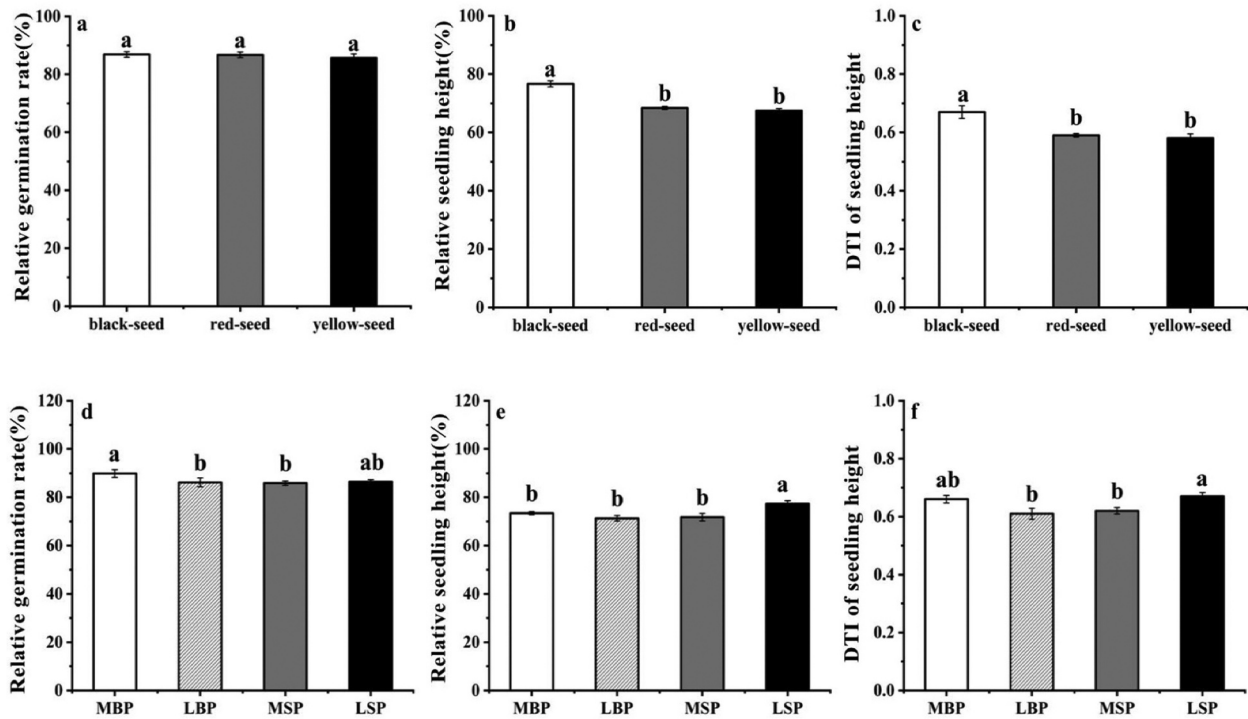 a
Relative germination rate(%)
100
80
60
40
20
0
a a a
black-seed red-seed yellow-seed
b
Relative seedling height(%)
100
80
60
40
20
0
a b b
black-seed red-seed yellow-seed
c
DTI of seedling height
1.0
0.8
0.6
0.4
0.2
0.0
a b b
black-seed red-seed yellow-seed
d
Relative germination rate(%)
120
100
80
60
40
20
0
a b b ab
MBP LBP MSP LSP
e
Relative seedling height(%)
120
100
80
60
40
20
0
b b b a
MBP LBP MSP LSP
f
DTI of seedling height
1.0
0.8
0.6
0.4
0.2
0.0
ab b b a
MBP LBP MSP LSP